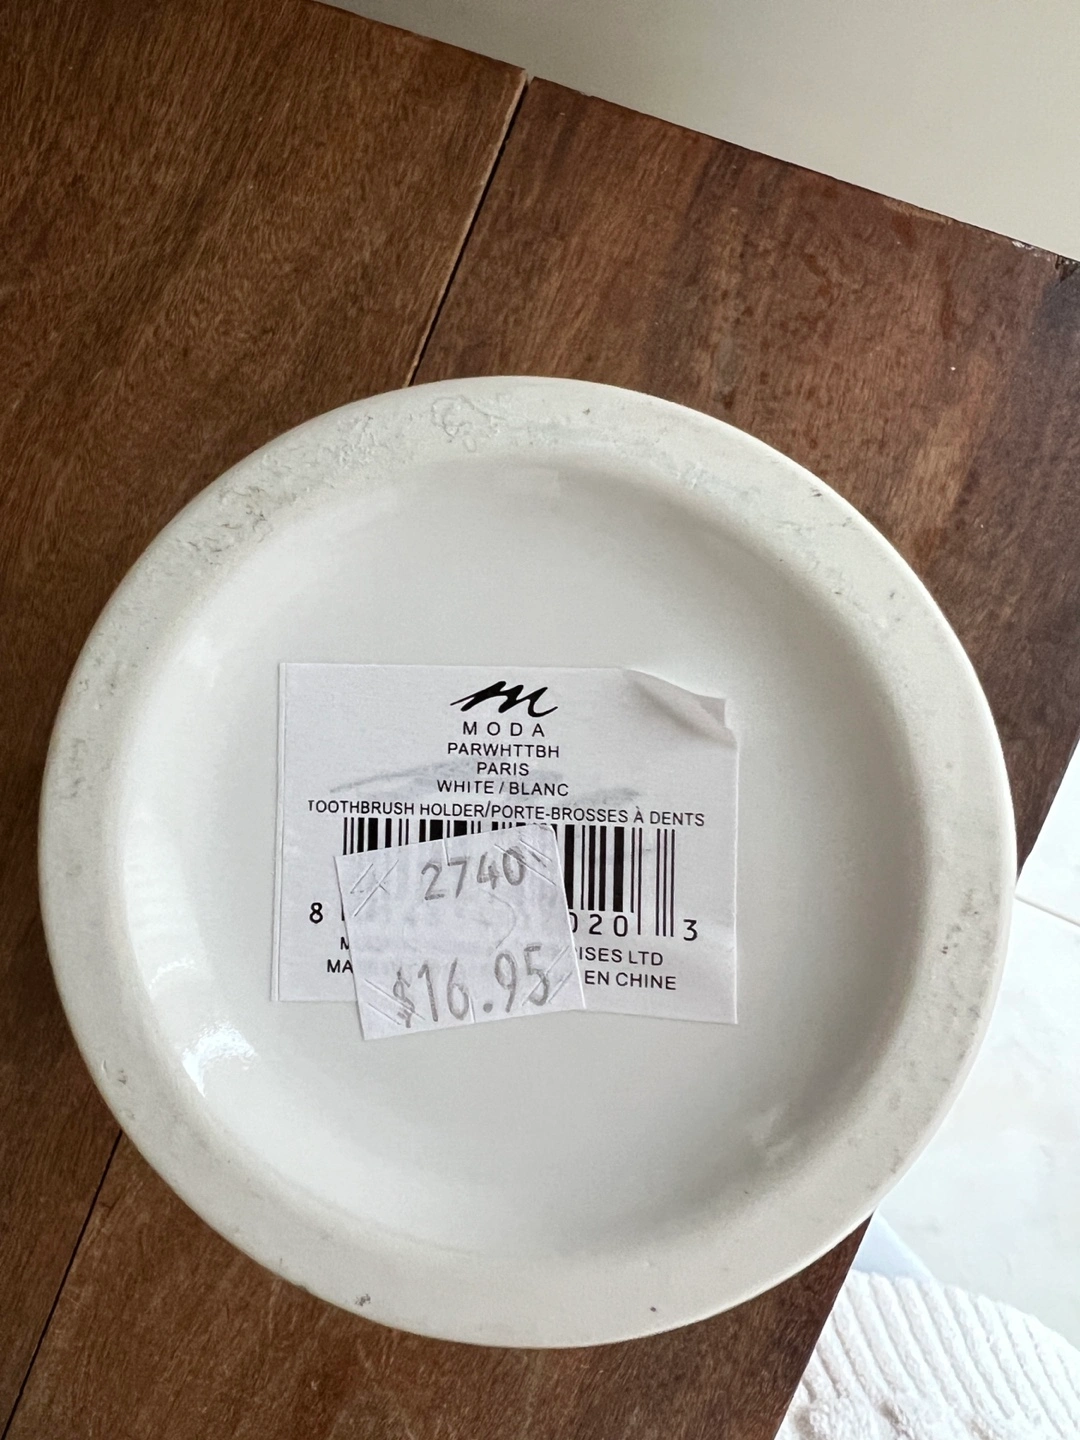 m
MODA
PARWHTTBH
PARIS
WHITE / BLANC
TOOTHBRUSH HOLDER/PORTE-BROSSES À DENTS
2740
8 020 3
LTD
$16.95
EN CHINE